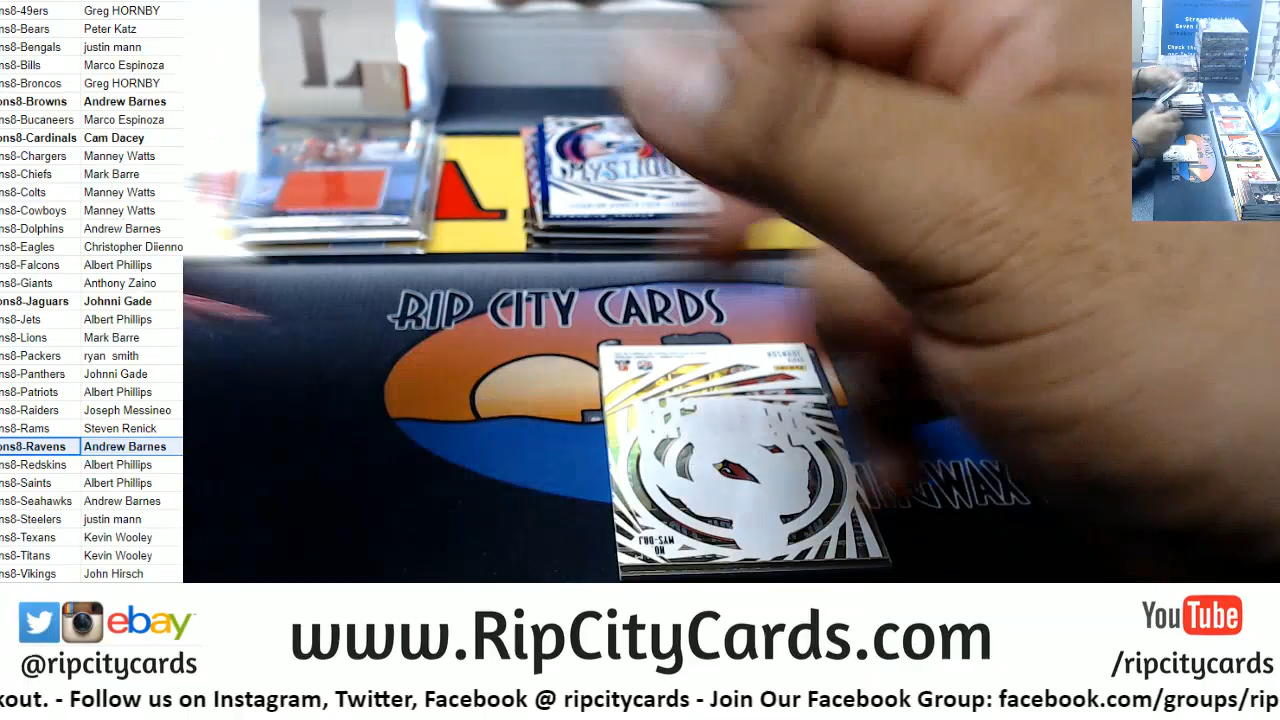 ns8-49ers Greg HORNBY
ns8-Bears Peter Katz
ns8-Bengals justin mann
ns8-Bills Marco Espinoza
ns8-Broncos Greg HORNBY
ons8-Browns Andrew Barnes
ns8-Bucaneers Marco Espinoza
ons8-Cardinals Cam Dacey
ns8-Chargers Manney Watts
ns8-Chiefs Mark Barre
ns8-Colts Manney Watts
ns8-Cowboys Manney Watts
ns8-Dolphins Andrew Barnes
ns8-Eagles Christopher Diienno
ns8-Falcons Albert Phillips
ns8-Giants Anthony Zaino
ons8-Jaguars Johnni Gade
ns8-Jets Albert Phillips
ns8-Lions Mark Barre
ns8-Packers ryan smith
ns8-Panthers Johnni Gade
ns8-Patriots Albert Phillips
ns8-Raiders Joseph Messineo
ns8-Rams Steven Renick
ons8-Ravens Andrew Barnes
ns8-Redskins Albert Phillips
ns8-Saints Albert Phillips
ns8-Seahawks Andrew Barnes
ns8-Steelers justin mann
ns8-Texans Kevin Wooley
ns8-Titans Kevin Wooley
ns8-Vikings John Hirsch
RIP CITY CARDS
NO
MYS-DRJ
JOHNSON
ebay
@ripcitycards
www.RipCityCards.com
YouTube
/ripcitycards
kout. - Follow us on Instagram, Twitter, Facebook @ ripcitycards - Join Our Facebook Group: facebook.com/groups/rip